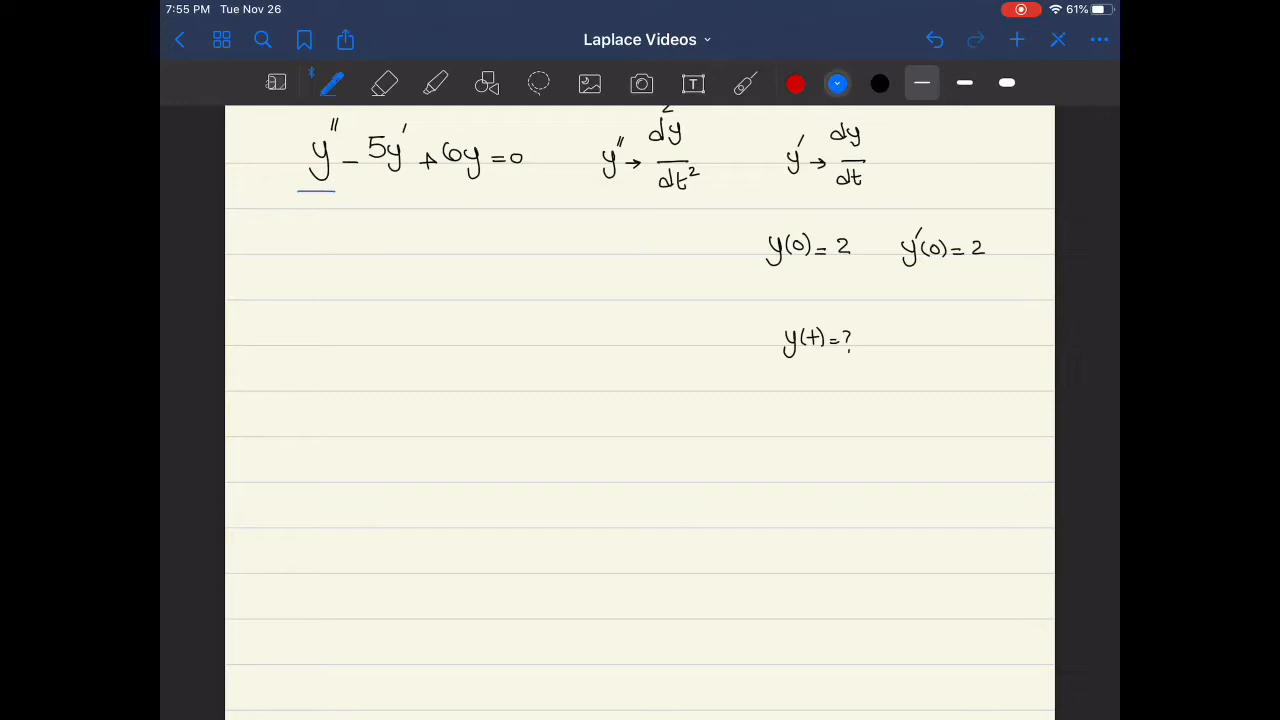 7:55 PM Tue Nov 26 61%
Laplace Videos
T
y'' - 5y' + 6y = 0 y'' → d²y/dt² y' → dy/dt
y(0) = 2 y'(0) = 2
y(t) = ?